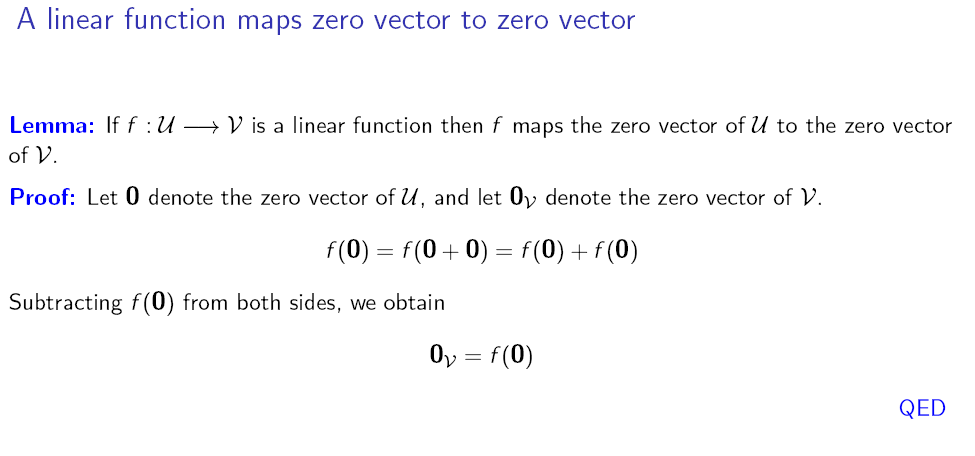 A linear function maps zero vector to zero vector
Lemma: If f : 𝒰 ⟶ 𝒱 is a linear function then f maps the zero vector of 𝒰 to the zero vector
of 𝒱.
Proof: Let 𝟎 denote the zero vector of 𝒰, and let 𝟎_𝒱 denote the zero vector of 𝒱.
f(𝟎) = f(𝟎 + 𝟎) = f(𝟎) + f(𝟎)
Subtracting f(𝟎) from both sides, we obtain
𝟎_𝒱 = f(𝟎)
QED